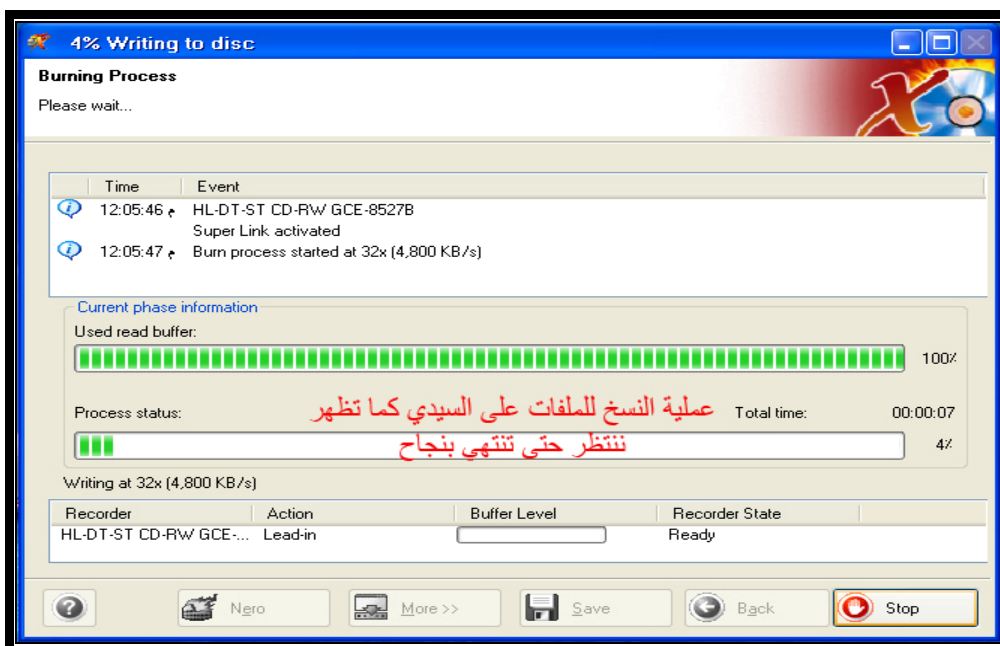 4% Writing to disc
Burning Process
Please wait...
Time Event
12:05:46 م HL-DT-ST CD-RW GCE-8527B
Super Link activated
12:05:47 م Burn process started at 32x (4,800 KB/s)
Current phase information
Used read buffer:
100%
عملية النسخ للملفات على السيدي كما تظهر
Process status: Total time: 00:00:07
ننتظر حتى تنتهي بنجاح
4%
Writing at 32x (4,800 KB/s)
Recorder Action Buffer Level Recorder State
HL-DT-ST CD-RW GCE-... Lead-in Ready
Nero More >> Save Back Stop